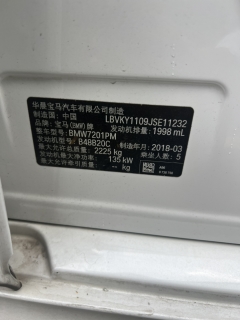 华晨宝马汽车有限公司制造
制造国：中国 LBVKY1109JSE11232
发动机排量：1998 mL
品牌：宝马(BMW)牌
整车型号：BMW7201PM
发动机型号：B48B20C 制造年月：2018-03
最大允许总质量：2225 kg 乘坐人数：5
发动机最大净功率：135 kW
kg